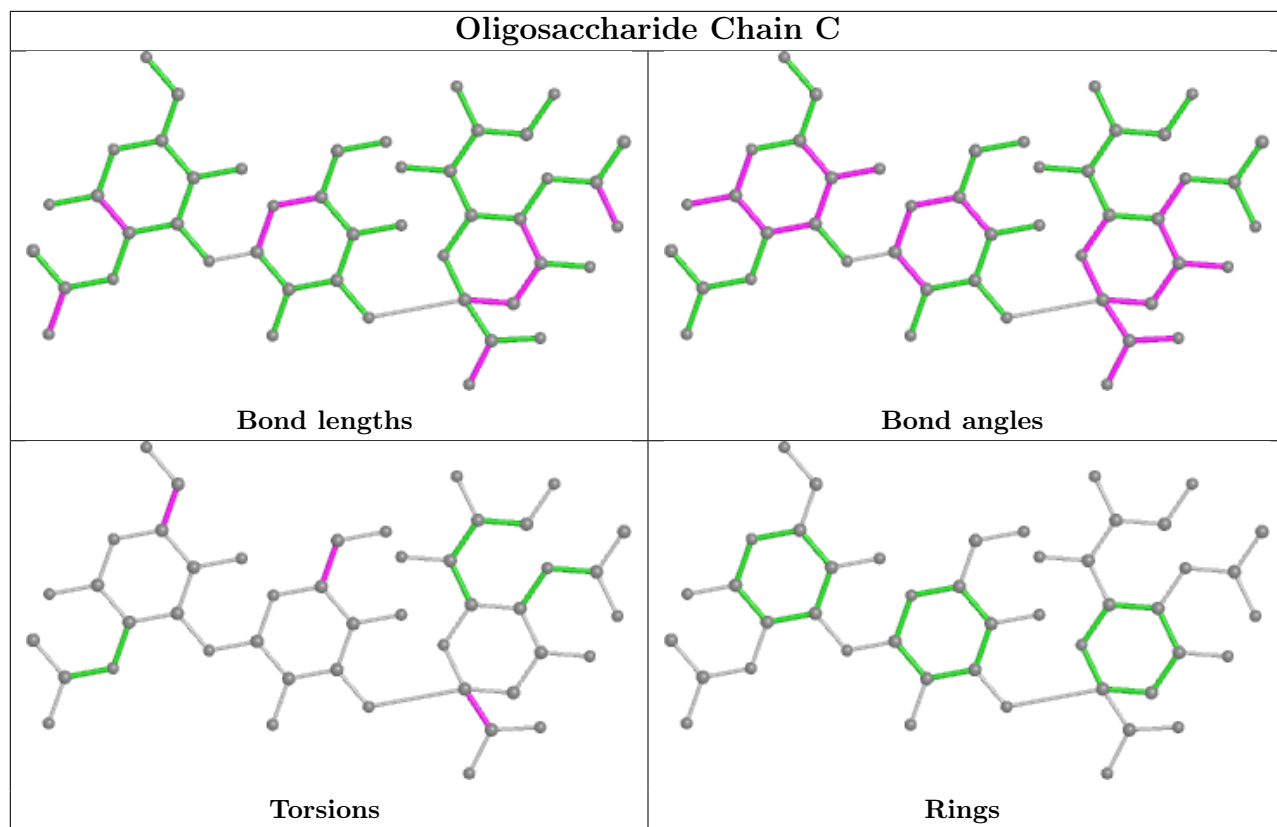 Oligosaccharide Chain C
Bond lengths
Bond angles
Torsions
Rings